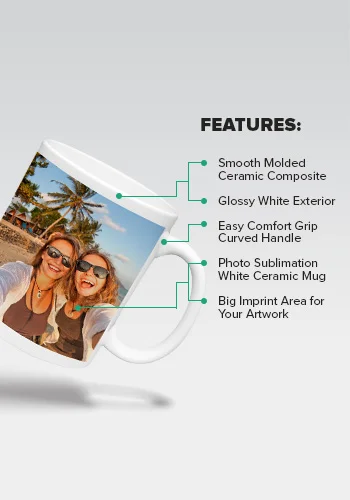 FEATURES:
Smooth Molded
Ceramic Composite
Glossy White Exterior
Easy Comfort Grip
Curved Handle
Photo Sublimation
White Ceramic Mug
Big Imprint Area for
Your Artwork